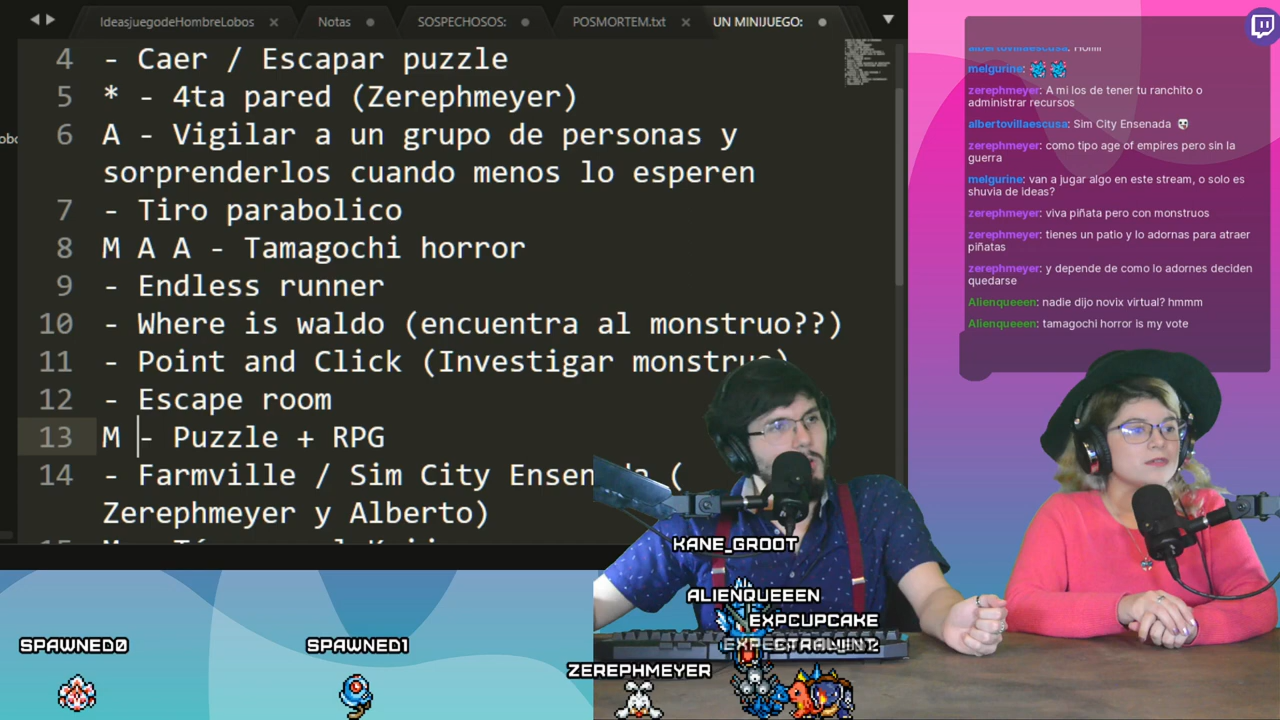 IdeasjuegodeHombreLobos
Notas
SOSPECHOSOS:
POSMORTEM.txt
UN MINIJUEGO:
4 - Caer / Escapar puzzle
5 * - 4ta pared (Zerephmeyer)
6 A - Vigilar a un grupo de personas y
sorprenderlos cuando menos lo esperen
7 - Tiro parabolico
8 M A A - Tamagochi horror
9 - Endless runner
10 - Where is waldo (encuentra al monstruo??)
11 - Point and Click (Investigar monstruo)
12 - Escape room
13 M - Puzzle + RPG
14 - Farmville / Sim City Ensenada (
Zerephmeyer y Alberto)
melgurine:
zerephmeyer: A mi los de tener tu ranchito o
administrar recursos
albertovillaescusa: Sim City Ensenada
zerephmeyer: como tipo age of empires pero sin la
guerra
melgurine: van a jugar algo en este stream, o solo es
shuvia de ideas?
zerephmeyer: viva piñata pero con monstruos
zerephmeyer: tienes un patio y lo adornas para atraer
piñatas
zerephmeyer: y depende de como lo adornes deciden
quedarse
Alienqueeen: nadie dijo novix virtual? hmmm
Alienqueeen: tamagochi horror is my vote
KANE_GROOT
ALIENQUEEEN
EXPCUPCAKE
ZEREPHMEYER
SPAWNED0
SPAWNED1